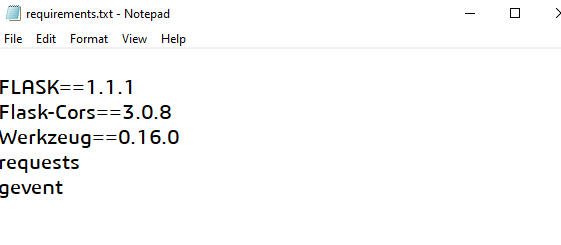 requirements.txt - Notepad
File Edit Format View Help
FLASK==1.1.1
Flask-Cors==3.0.8
Werkzeug==0.16.0
requests
gevent